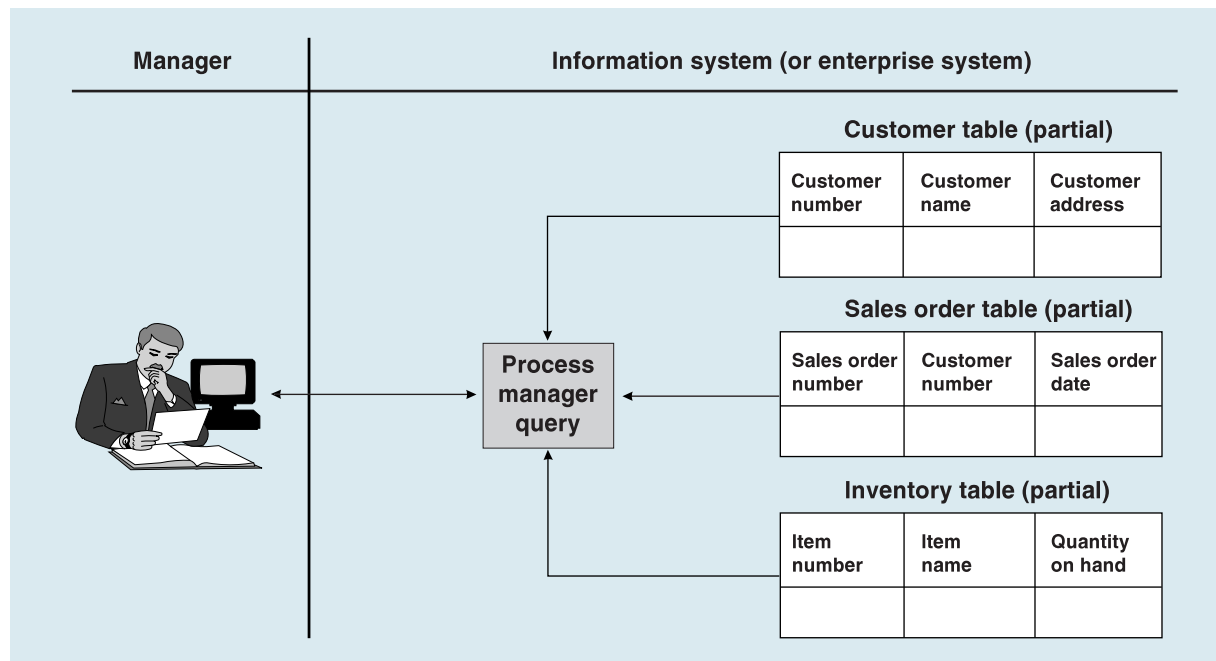 Manager
Information system (or enterprise system)
Customer table (partial)
Customer number
Customer name
Customer address
Sales order table (partial)
Sales order number
Customer number
Sales order date
Process manager query
Inventory table (partial)
Item number
Item name
Quantity on hand